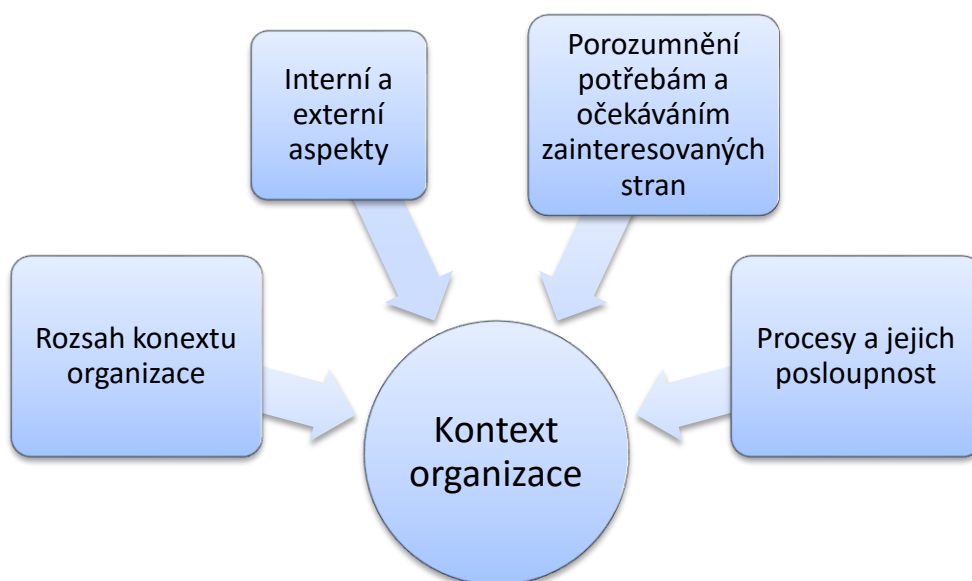 Interní a
externí
aspekty
Porozumnění
potřebám a
očekáváním
zainteresovaných
stran
Rozsah konextu
organizace
Procesy a jejich
posloupnost
Kontext
organizace